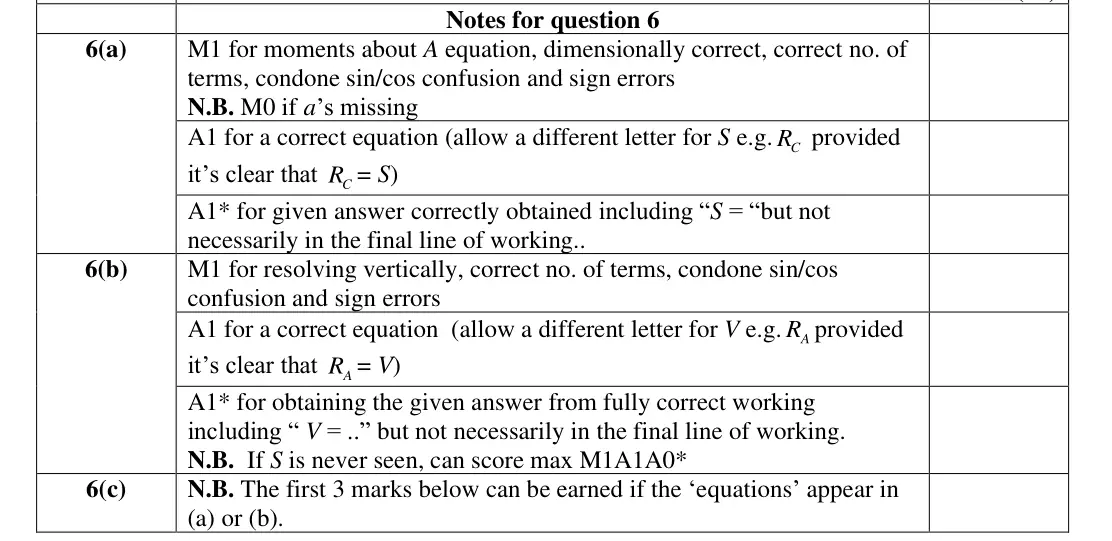 Notes for question 6
6(a)
M1 for moments about A equation, dimensionally correct, correct no. of
terms, condone sin/cos confusion and sign errors
N.B. M0 if a’s missing
A1 for a correct equation (allow a different letter for S e.g. R_C provided
it’s clear that R_C = S)
A1* for given answer correctly obtained including “S = “but not
necessarily in the final line of working..
6(b)
M1 for resolving vertically, correct no. of terms, condone sin/cos
confusion and sign errors
A1 for a correct equation (allow a different letter for V e.g. R_A provided
it’s clear that R_A = V)
A1* for obtaining the given answer from fully correct working
including “ V = ..” but not necessarily in the final line of working.
N.B. If S is never seen, can score max M1A1A0*
6(c)
N.B. The first 3 marks below can be earned if the ‘equations’ appear in
(a) or (b).